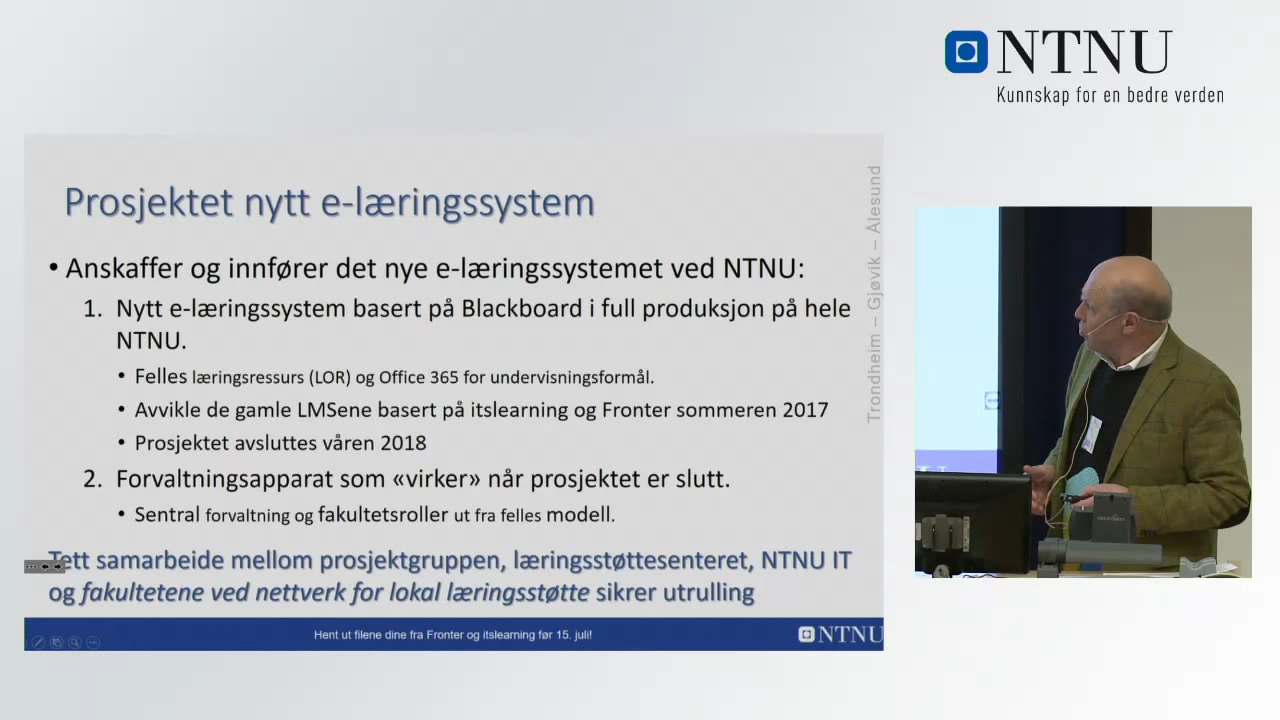 NTNU
Kunnskap for en bedre verden
Prosjektet nytt e-læringssystem
• Anskaffer og innfører det nye e-læringssystemet ved NTNU:
1. Nytt e-læringssystem basert på Blackboard i full produksjon på hele
NTNU.
• Felles læringsressurs (LOR) og Office 365 for undervisningsformål.
• Avvikle de gamle LMSene basert på itslearning og Fronter sommeren 2017
• Prosjektet avsluttes våren 2018
2. Forvaltningsapparat som «virker» når prosjektet er slutt.
• Sentral forvaltning og fakultetsroller ut fra felles modell.
Tett samarbeide mellom prosjektgruppen, læringsstøttesenteret, NTNU IT
og fakultetene ved nettverk for lokal læringsstøtte sikrer utrulling
Trondheim – Gjøvik – Ålesund
Hent ut filene dine fra Fronter og itslearning før 15. juli!
NTNU